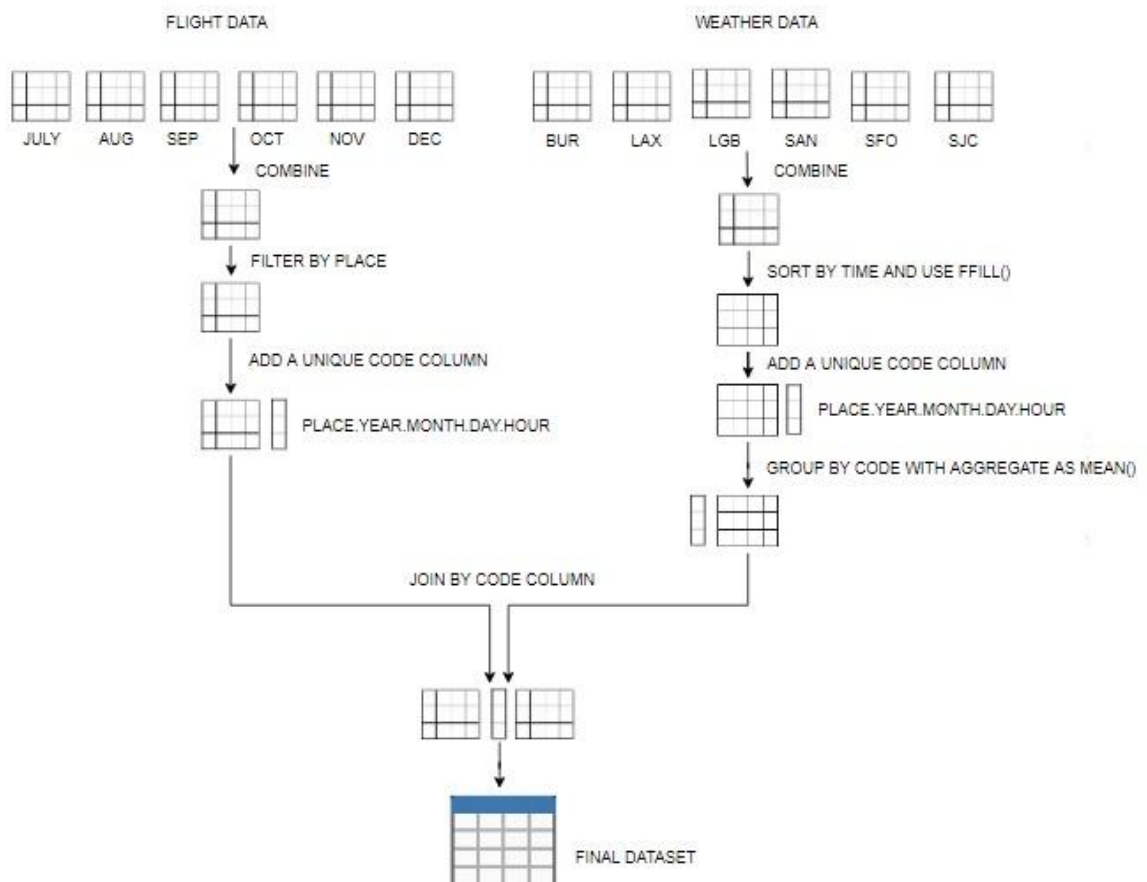 FLIGHT DATA
WEATHER DATA
JULY
AUG
SEP
OCT
NOV
DEC
BUR
LAX
LGB
SAN
SFO
SJC
COMBINE
COMBINE
FILTER BY PLACE
SORT BY TIME AND USE FFILL()
ADD A UNIQUE CODE COLUMN
ADD A UNIQUE CODE COLUMN
PLACE.YEAR.MONTH.DAY.HOUR
PLACE.YEAR.MONTH.DAY.HOUR
GROUP BY CODE WITH AGGREGATE AS MEAN()
JOIN BY CODE COLUMN
FINAL DATASET